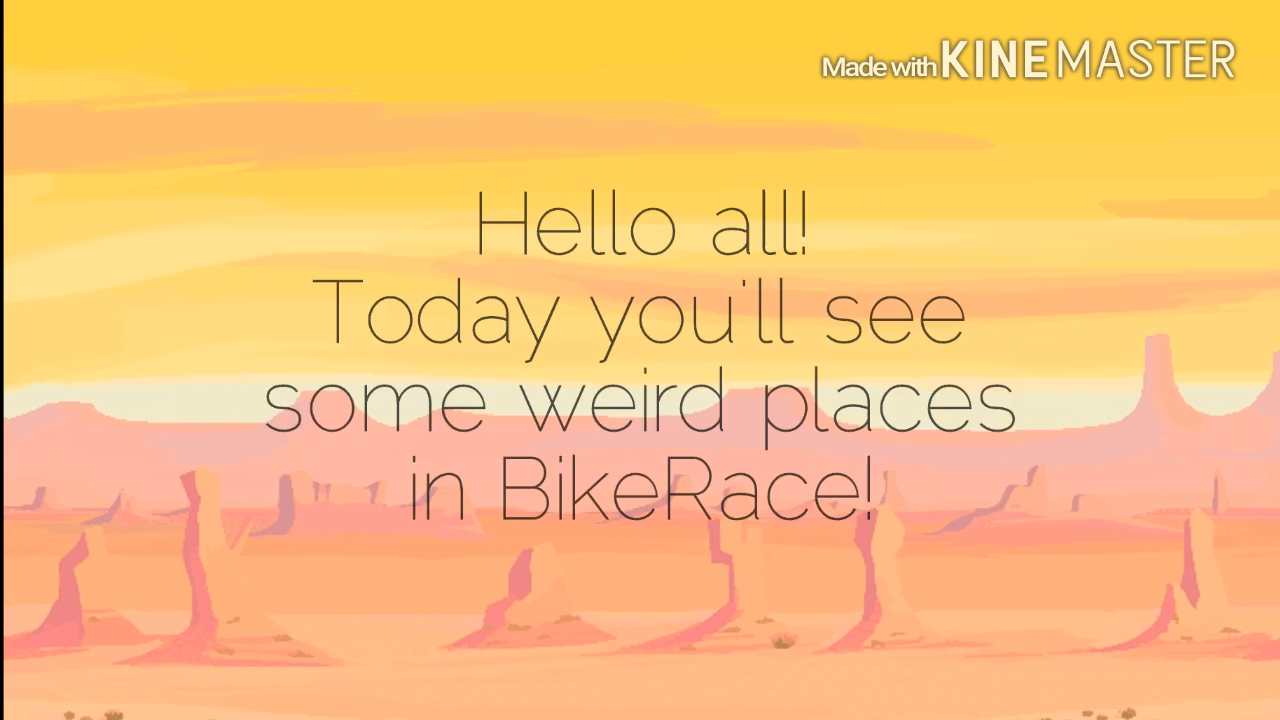 Made with KINEMASTER
Hello all!
Today you'll see
some weird places
in BikeRace!